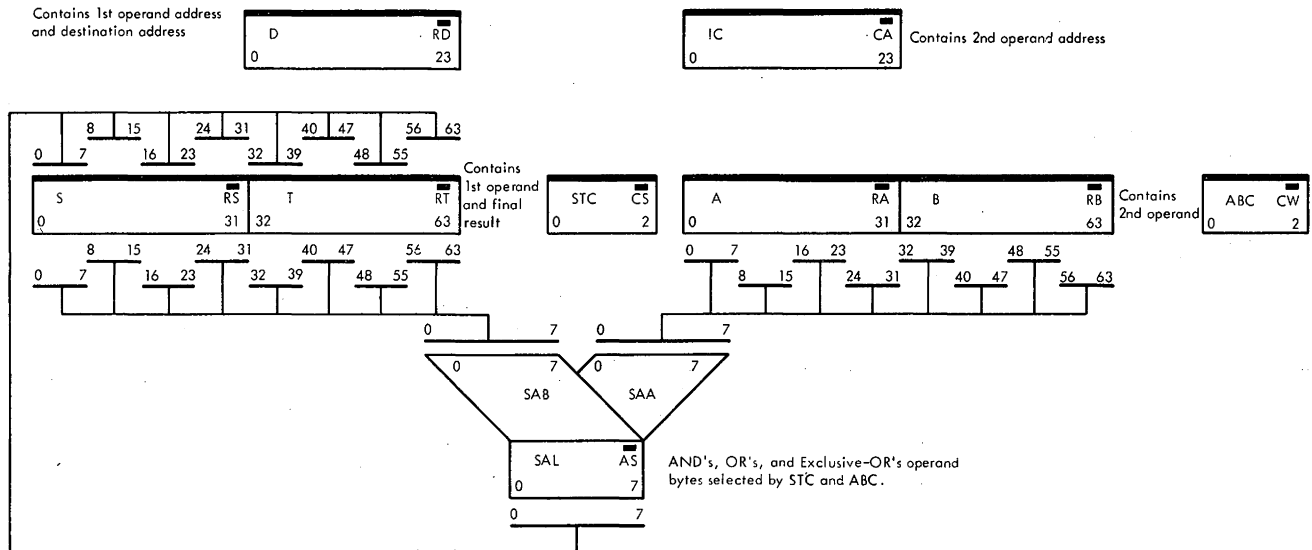 Contains 1st operand address
and destination address
D RD
0 23
IC CA
0 23
Contains 2nd operand address
8 15 24 31 40 47 56 63
0 7 16 23 32 39 48 55
S RS T RT
0 31 32 63
Contains
1st operand
and final
result
STC CS
0 2
A RA B RB
0 31 32 63
Contains
2nd operand
ABC CW
0 2
8 15 24 31 40 47 56 63
0 7 16 23 32 39 48 55
0 7 16 23 32 39 48 55
8 15 24 31 40 47 56 63
0 7 0 7
0 7 0 7
SAB SAA
SAL AS
0 7
AND's, OR's, and Exclusive-OR's operand
bytes selected by STC and ABC.
0 7